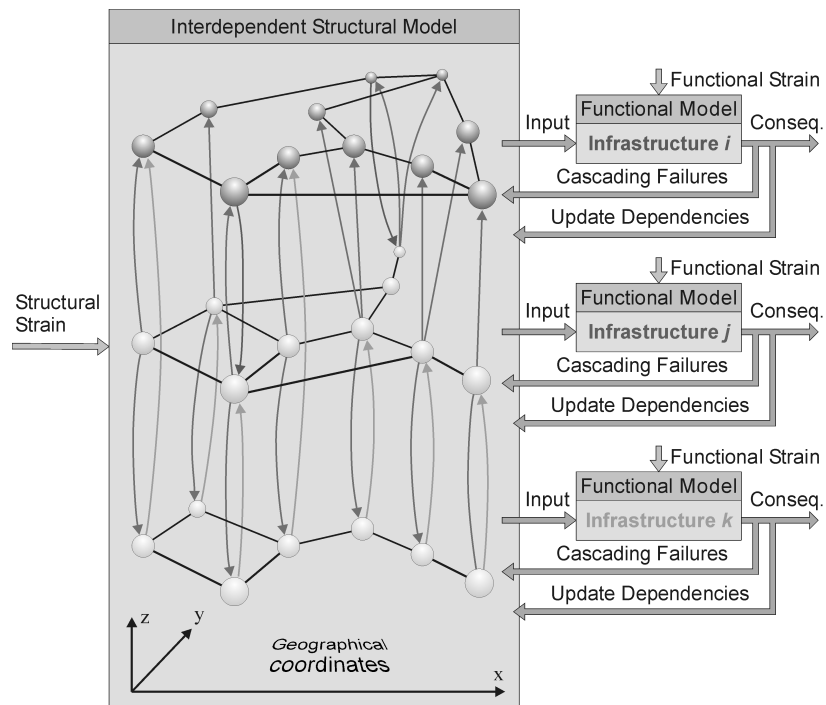 Interdependent Structural Model
Structural
Strain
Functional Strain
Input
Functional Model
Infrastructure i
Conseq.
Cascading Failures
Update Dependencies
Functional Strain
Input
Functional Model
Infrastructure j
Conseq.
Cascading Failures
Update Dependencies
Functional Strain
Input
Functional Model
Infrastructure k
Conseq.
Cascading Failures
Update Dependencies
z
y
x
Geographical
coordinates